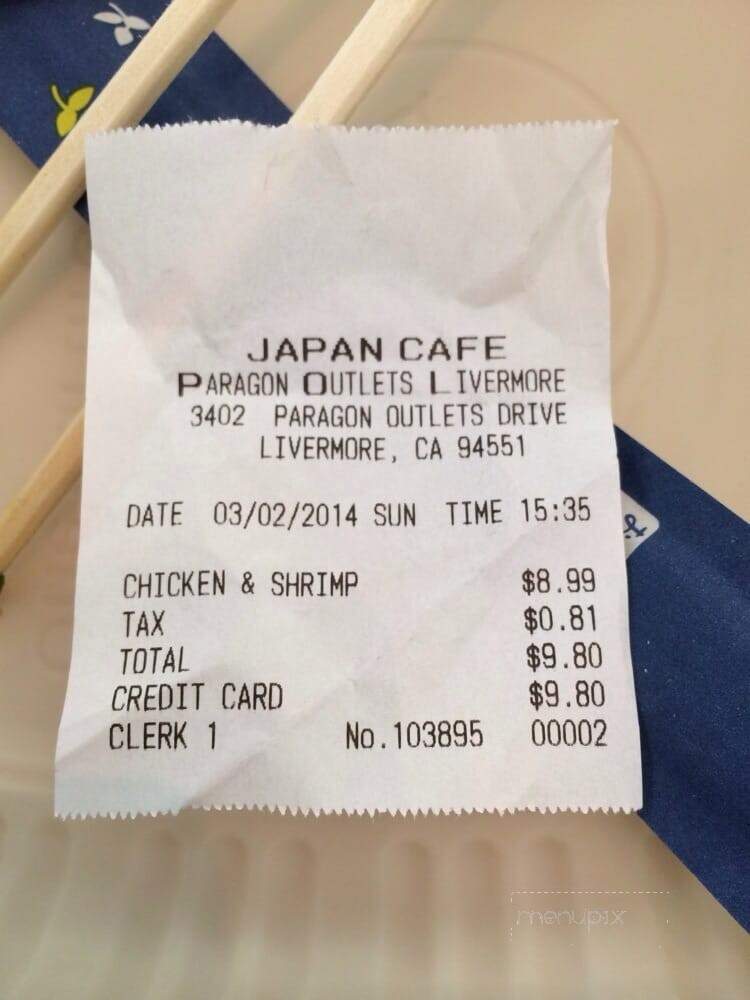 JAPAN CAFE
PARAGON OUTLETS LIVERMORE
3402 PARAGON OUTLETS DRIVE
LIVERMORE, CA 94551
DATE 03/02/2014 SUN TIME 15:35
CHICKEN & SHRIMP $8.99
TAX $0.81
TOTAL $9.80
CREDIT CARD $9.80
CLERK 1 No.103895 00002
menupix